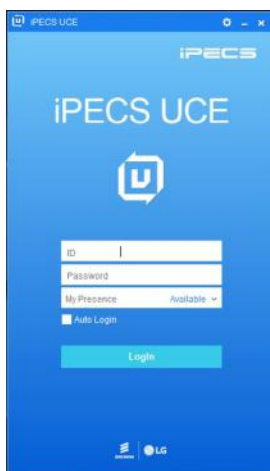 iPECS UCE
iPECS
iPECS UCE
U
ID
Password
My Presence Available
Auto Login
Login
LG